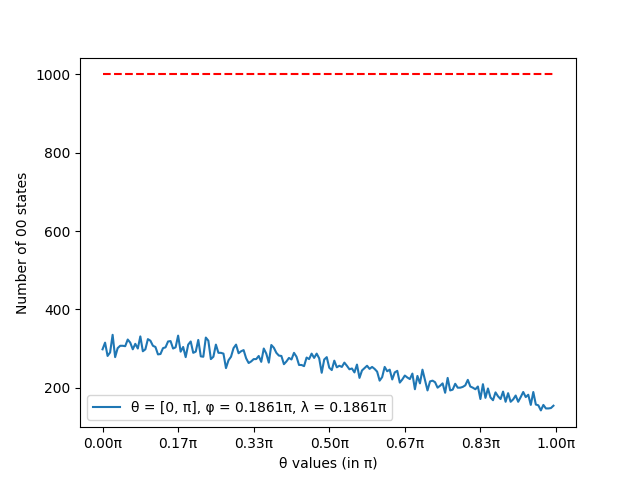 1000
800
600
400
200
Number of 00 states
θ = [0, π], φ = 0.1861π, λ = 0.1861π
0.00π 0.17π 0.33π 0.50π 0.67π 0.83π 1.00π
θ values (in π)